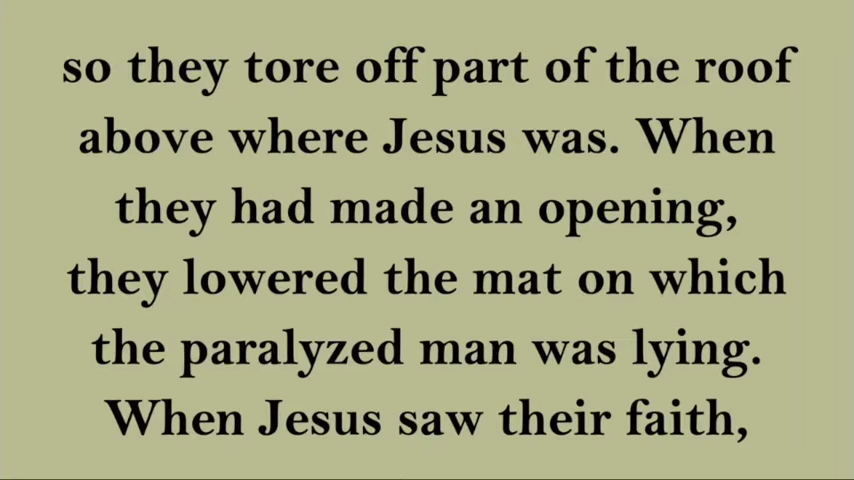 so they tore off part of the roof
above where Jesus was. When
they had made an opening,
they lowered the mat on which
the paralyzed man was lying.
When Jesus saw their faith,